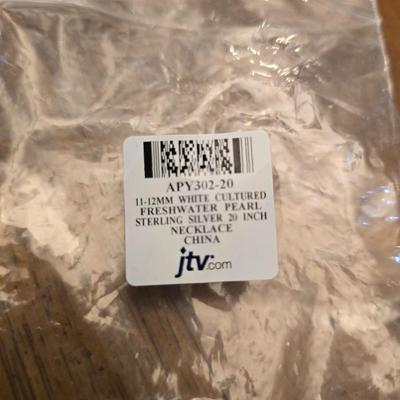 APY302-20
11-12MM WHITE CULTURED
FRESHWATER PEARL
STERLING SILVER 20 INCH
NECKLACE
CHINA
jtv.com